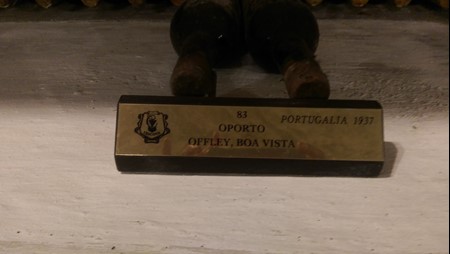 83
OPORTO
PORTUGALIA 1937
OFFLEY, BOA VISTA